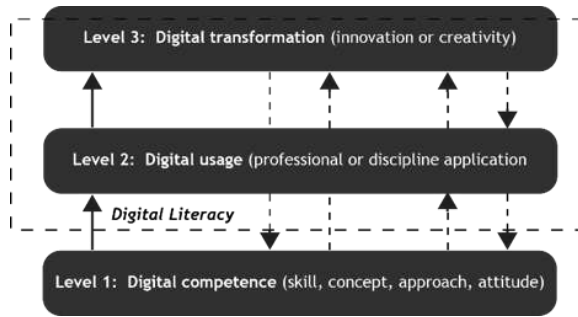 Level 3: Digital transformation (innovation or creativity)
Level 2: Digital usage (professional or discipline application
Digital Literacy
Level 1: Digital competence (skill, concept, approach, attitude)